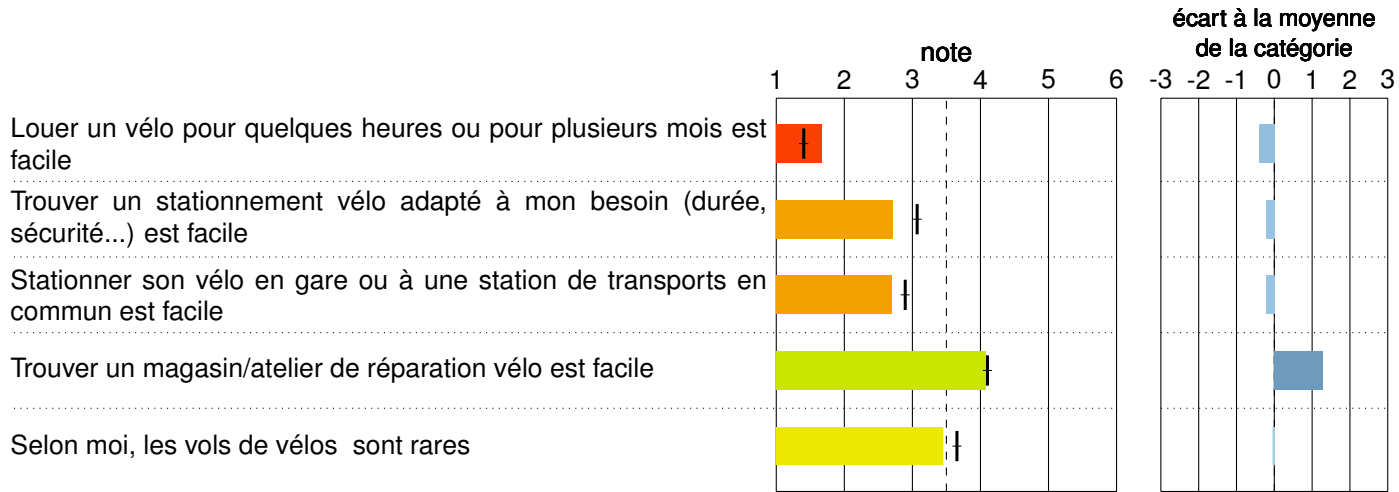 écart à la moyenne
note
de la catégorie
1 2 3 4 5 6
-3 -2 -1 0 1 2 3
Louer un vélo pour quelques heures ou pour plusieurs mois est
facile
Trouver un stationnement vélo adapté à mon besoin (durée,
sécurité...) est facile
Stationner son vélo en gare ou à une station de transports en
commun est facile
Trouver un magasin/atelier de réparation vélo est facile
Selon moi, les vols de vélos sont rares